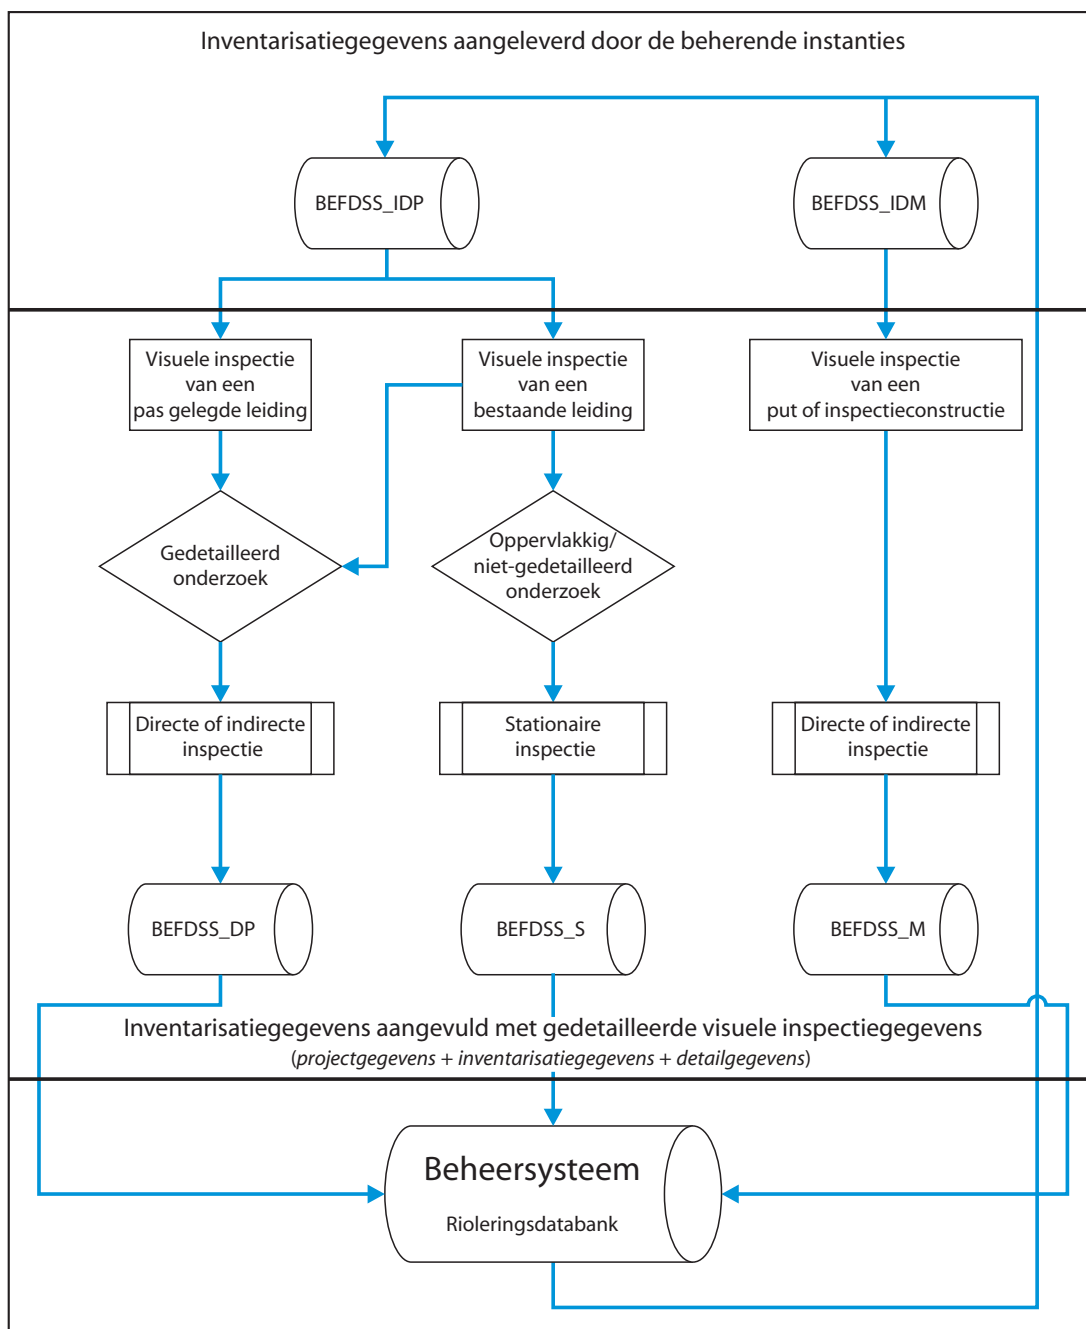 Inventarisatiegegevens aangeleverd door de beherende instanties
BEFDSS_IDP
BEFDSS_IDM
Visuele inspectie
van een
pas gelegde leiding
Visuele inspectie
van een
bestaande leiding
Visuele inspectie
van een
put of inspectieconstructie
Gedetailleerd
onderzoek
Oppervlakkig/
niet-gedetailleerd
onderzoek
Directe of indirecte
inspectie
Stationaire
inspectie
Directe of indirecte
inspectie
BEFDSS_DP
BEFDSS_S
BEFDSS_M
Inventarisatiegegevens aangevuld met gedetailleerde visuele inspectiegegevens
(projectgegevens + inventarisatiegegevens + detailgegevens)
Beheersysteem
Rioleringsdatabank